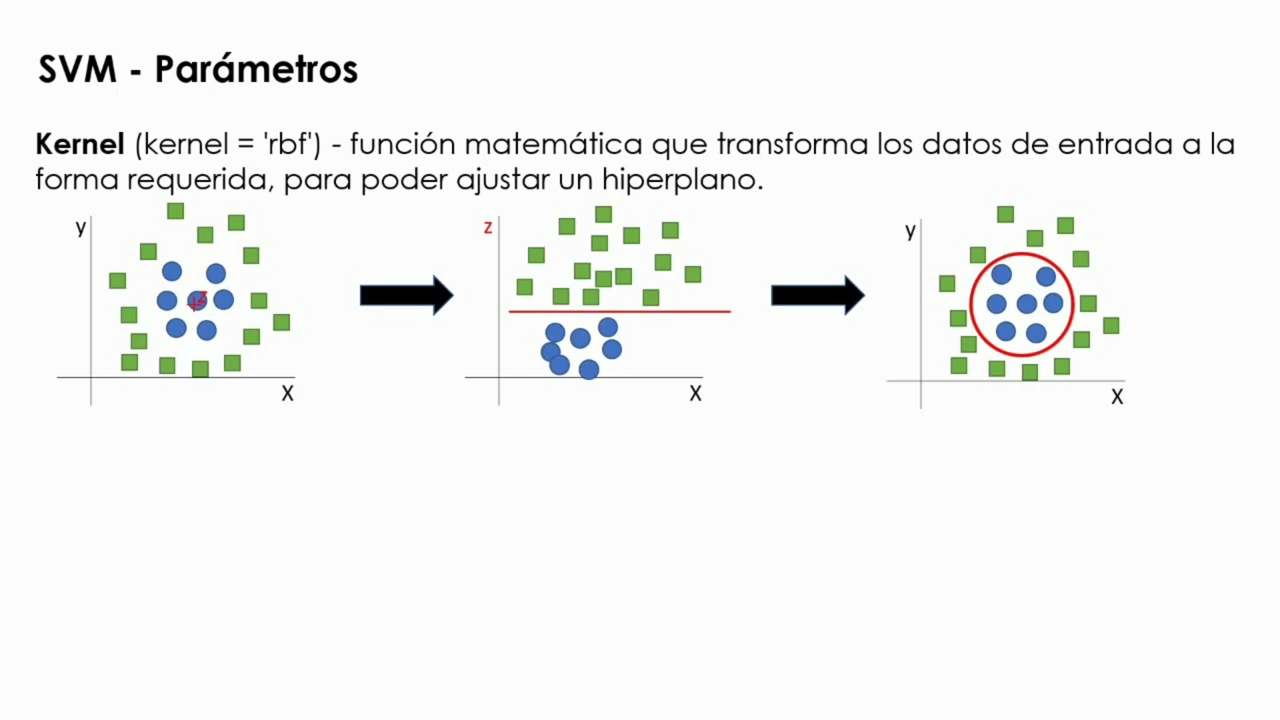 SVM - Parámetros
Kernel (kernel = 'rbf') - función matemática que transforma los datos de entrada a la
forma requerida, para poder ajustar un hiperplano.
y
z
X
z
X
y
X